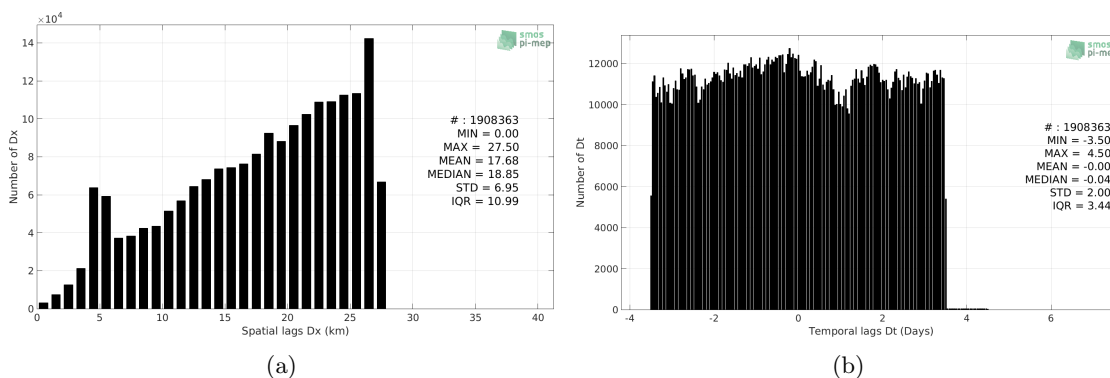 ×10⁴
14
12
10
8
6
4
2
0
Number of Dx
smos
pi-mep
# : 1908363
MIN = 0.00
MAX = 27.50
MEAN = 17.68
MEDIAN = 18.85
STD = 6.95
IQR = 10.99
0 5 10 15 20 25 30 35 40
Spatial lags Dx (km)
(a)
12000
10000
8000
6000
4000
2000
0
Number of Dt
smos
pi-mep
# : 1908363
MIN = -3.50
MAX = 4.50
MEAN = -0.00
MEDIAN = -0.04
STD = 2.00
IQR = 3.44
-4 -2 0 2 4 6
Temporal lags Dt (Days)
(b)